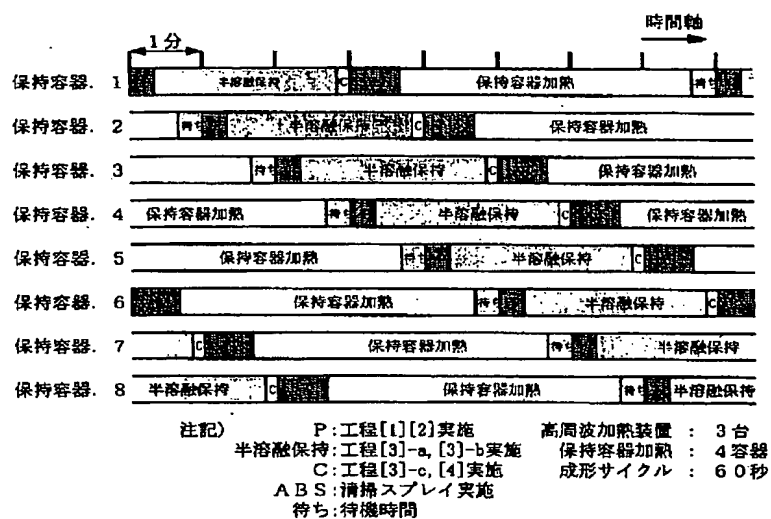 時間軸
1分
保持容器. 1 半溶融保持 C 保持容器加熱 待ち
保持容器. 2 待ち 半溶融保持 C 保持容器加熱
保持容器. 3 待ち 半溶融保持 C 保持容器加熱
保持容器. 4 保持容器加熱 待ち 半溶融保持 C 保持容器加熱
保持容器. 5 保持容器加熱 待ち 半溶融保持 C
保持容器. 6 保持容器加熱 待ち 半溶融保持 C
保持容器. 7 C 保持容器加熱 待ち 半溶融保持
保持容器. 8 半溶融保持 C 保持容器加熱 待ち 半溶融保持
注記) P:工程[1][2]実施 高周波加熱装置 : 3台
半溶融保持:工程[3]-a, [3]-b実施 保持容器加熱 : 4容器
C:工程[3]-c, [4]実施 成形サイクル : 60秒
ABS:清掃スプレイ実施
待ち:待機時間